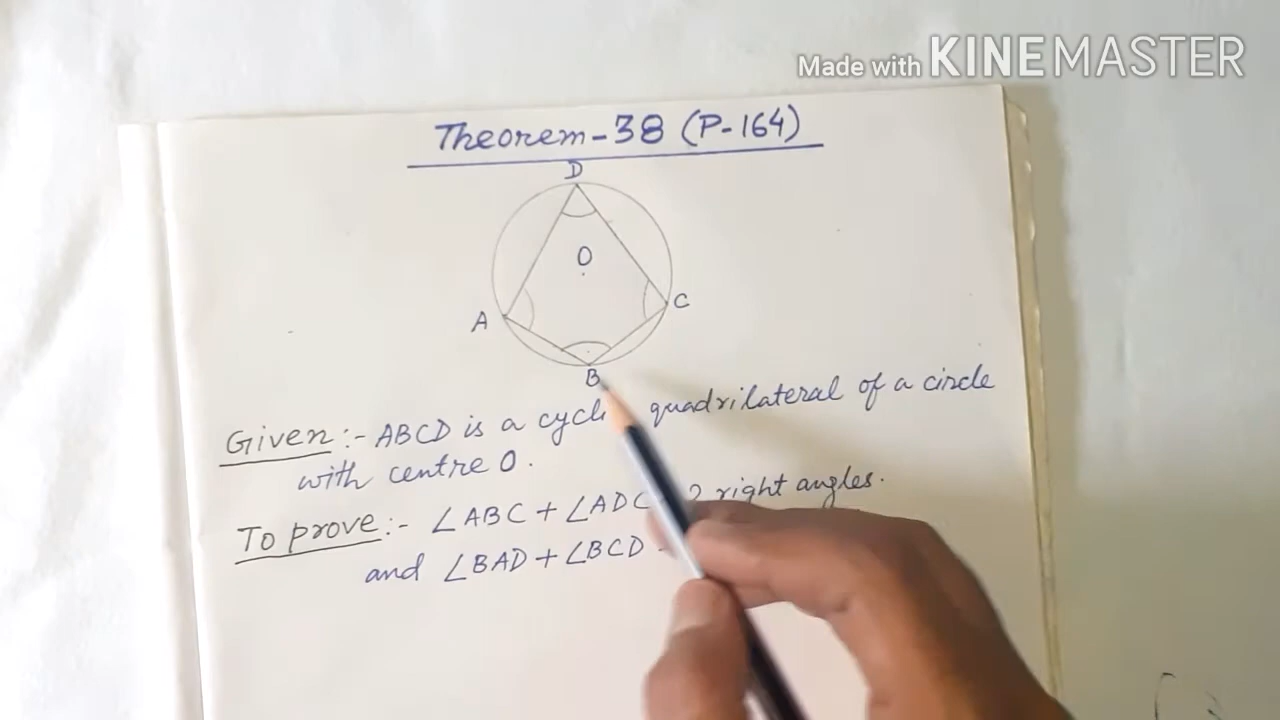 Made with KINEMASTER
Theorem-38 (P-164)
D
O
A
C
B
Given:- ABCD is a quadrilateral of a circle
with centre O.
To prove:- ∠ABC + ∠ADC 2 right angles.
and ∠BAD + ∠BCD